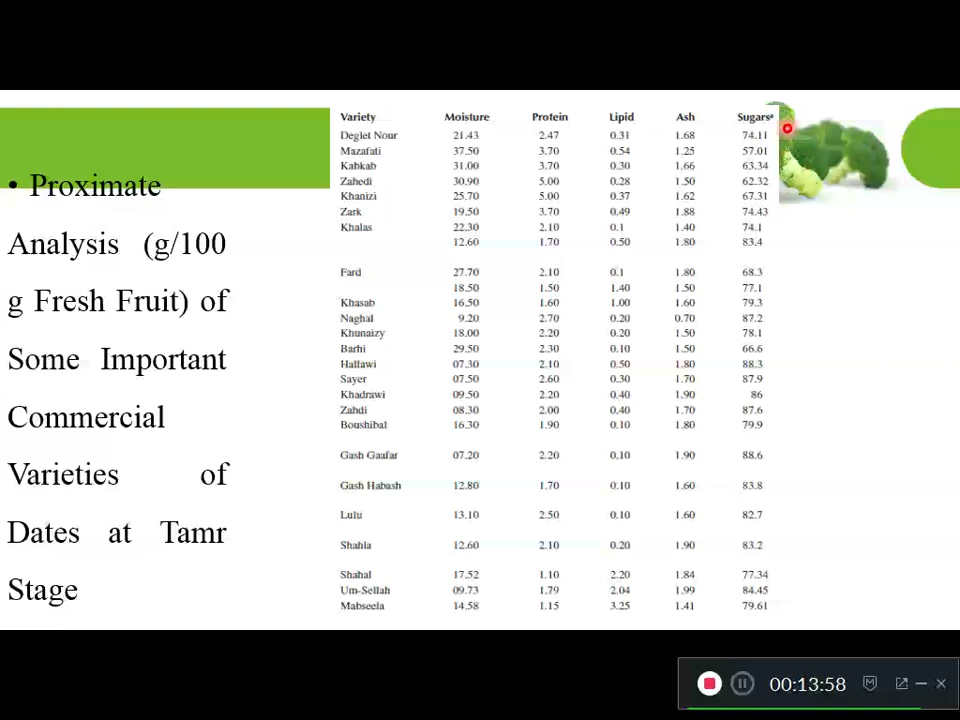 • Proximate
Analysis (g/100
g Fresh Fruit) of
Some Important
Commercial
Varieties of
Dates at Tamr
Stage
Variety Moisture Protein Lipid Ash Sugarsª
Deglet Nour 21.43 2.47 0.31 1.68 74.11
Mazafati 37.50 3.70 0.54 1.25 57.01
Kabkab 31.00 3.70 0.30 1.66 63.34
Zahedi 30.90 5.00 0.28 1.50 62.32
Khanizi 25.70 5.00 0.37 1.62 67.31
Zark 19.50 3.70 0.49 1.88 74.43
Khalas 22.30 2.10 0.1 1.40 74.1
12.60 1.70 0.50 1.80 83.4
Fard 27.70 2.10 0.1 1.80 68.3
18.50 1.50 1.40 1.50 77.1
Khasab 16.50 1.60 1.00 1.60 79.3
Naghal 9.20 2.70 0.20 0.70 87.2
Khunaizy 18.00 2.20 0.20 1.50 78.1
Barhi 29.50 2.30 0.10 1.50 66.6
Hallawi 07.30 2.10 0.50 1.80 88.3
Sayer 07.50 2.60 0.30 1.70 87.9
Khadrawi 09.50 2.20 0.40 1.90 86
Zahdi 08.30 2.00 0.40 1.70 87.6
Boushibal 16.30 1.90 0.10 1.80 79.9
Gash Gaafar 07.20 2.20 0.10 1.90 88.6
Gash Habash 12.80 1.70 0.10 1.60 83.8
Lulu 13.10 2.50 0.10 1.60 82.7
Shahla 12.60 2.10 0.20 1.90 83.2
Shahal 17.52 1.10 2.20 1.84 77.34
Um-Sellah 09.73 1.79 2.04 1.99 84.45
Mabseela 14.58 1.15 3.25 1.41 79.61
00:13:58